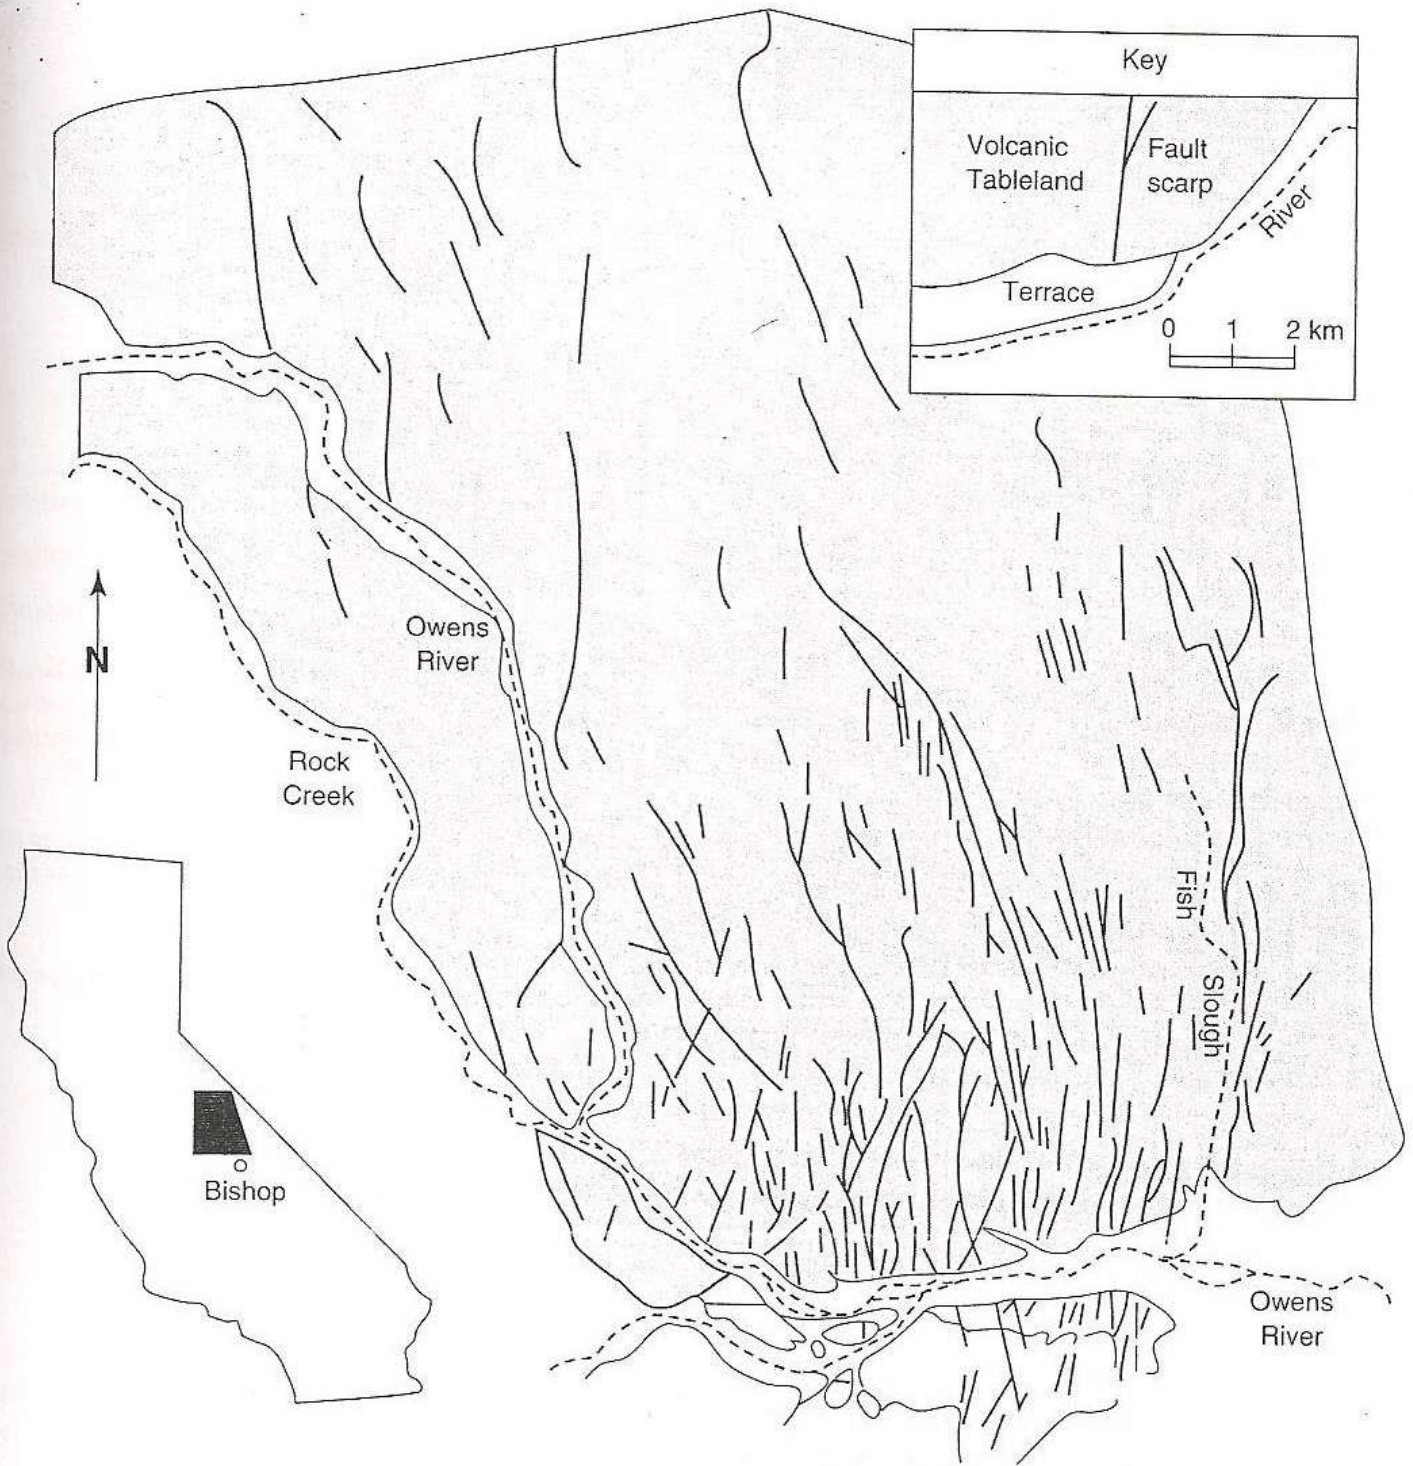 Key
Volcanic
Tableland
Fault
scarp
River
Terrace
0 1 2 km
Owens
River
N
Rock
Creek
Fish
Slough
Bishop
Owens
River